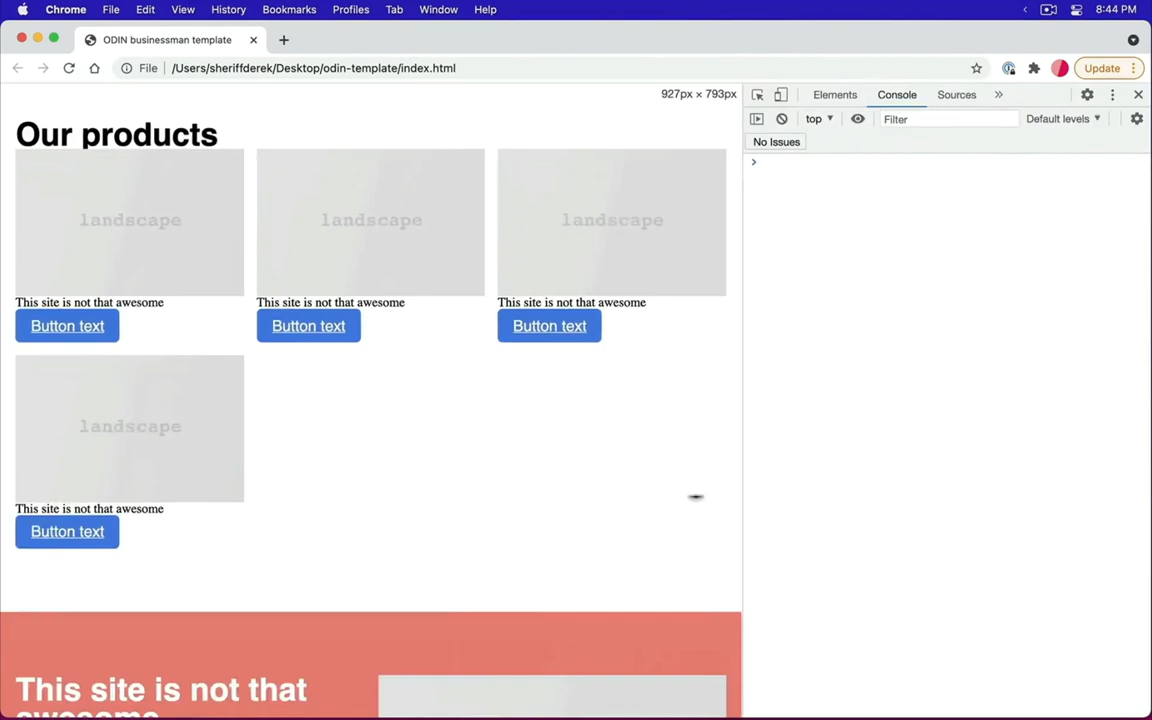 Chrome File Edit View History Bookmarks Profiles Tab Window Help 8:44 PM
ODIN businessman template
File /Users/sheriffderek/Desktop/odin-template/index.html Update
927px × 793px Elements Console Sources
top Filter Default levels
No Issues
Our products
landscape landscape landscape
This site is not that awesome This site is not that awesome This site is not that awesome
Button text Button text Button text
landscape
This site is not that awesome
Button text
This site is not that
awesome